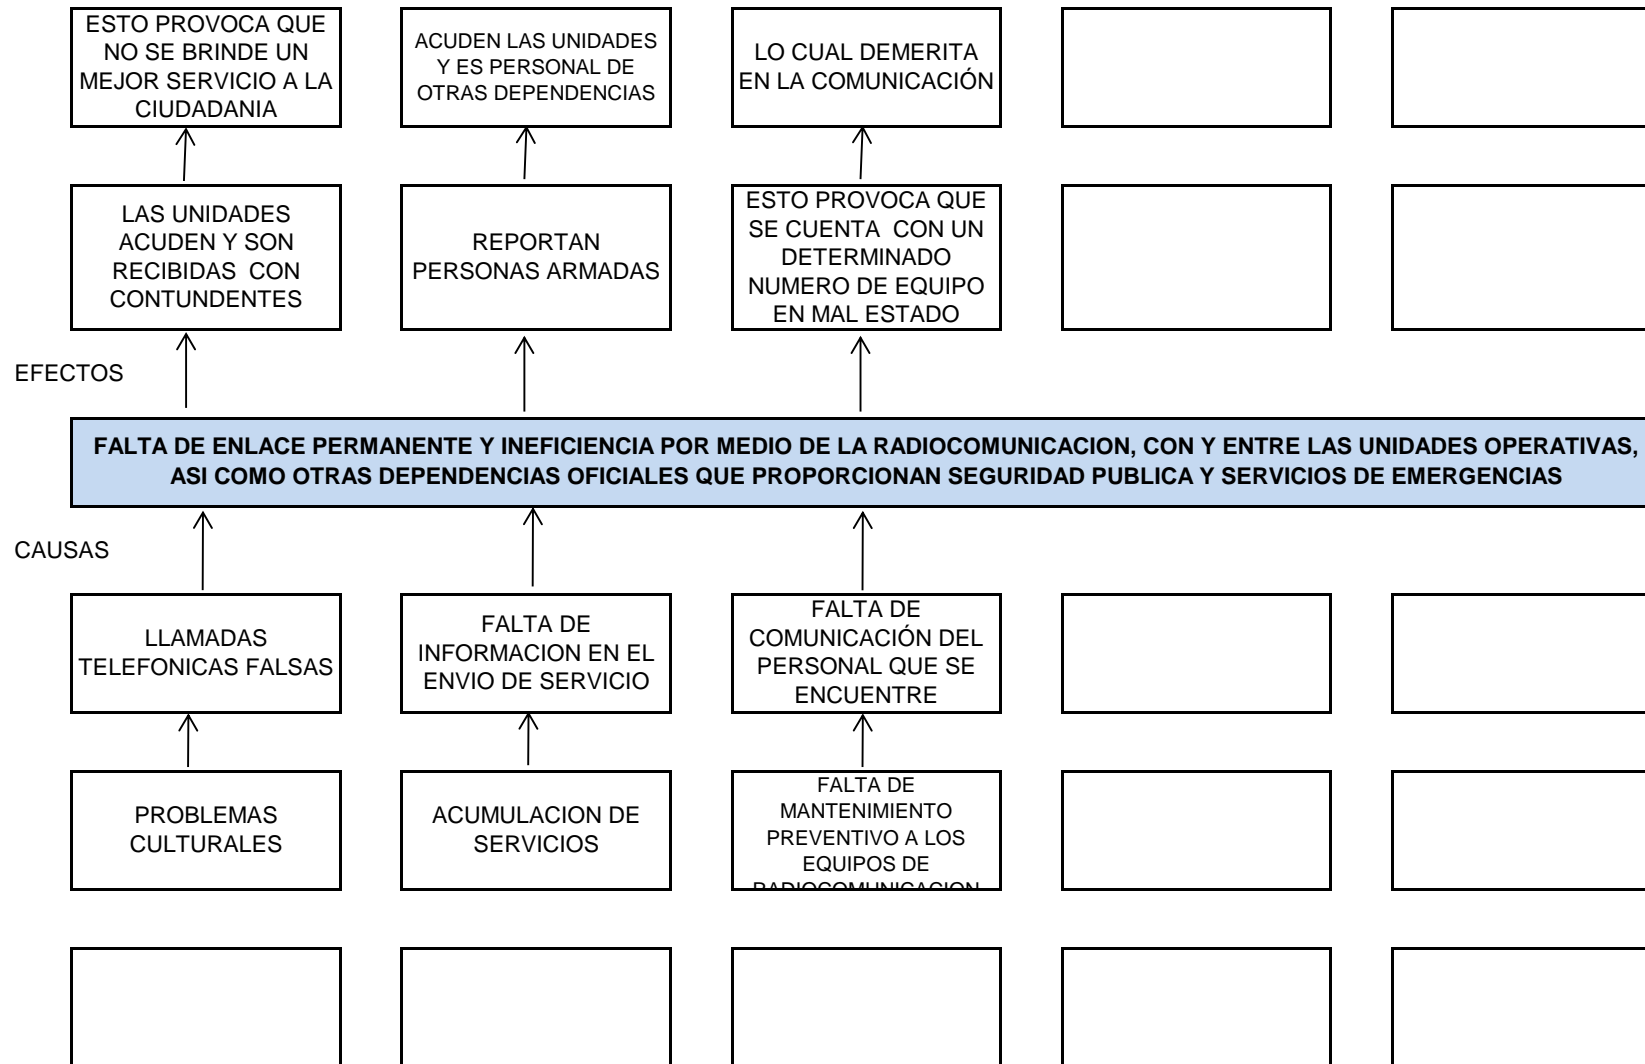 ESTO PROVOCA QUE
NO SE BRINDE UN
MEJOR SERVICIO A LA
CIUDADANIA
ACUDEN LAS UNIDADES
Y ES PERSONAL DE
OTRAS DEPENDENCIAS
LO CUAL DEMERITA
EN LA COMUNICACIÓN
LAS UNIDADES
ACUDEN Y SON
RECIBIDAS CON
CONTUNDENTES
REPORTAN
PERSONAS ARMADAS
ESTO PROVOCA QUE
SE CUENTA CON UN
DETERMINADO
NUMERO DE EQUIPO
EN MAL ESTADO
EFECTOS
FALTA DE ENLACE PERMANENTE Y INEFICIENCIA POR MEDIO DE LA RADIOCOMUNICACION, CON Y ENTRE LAS UNIDADES OPERATIVAS,
ASI COMO OTRAS DEPENDENCIAS OFICIALES QUE PROPORCIONAN SEGURIDAD PUBLICA Y SERVICIOS DE EMERGENCIAS
CAUSAS
LLAMADAS
TELEFONICAS FALSAS
FALTA DE
INFORMACION EN EL
ENVIO DE SERVICIO
FALTA DE
COMUNICACIÓN DEL
PERSONAL QUE SE
ENCUENTRE
PROBLEMAS
CULTURALES
ACUMULACION DE
SERVICIOS
FALTA DE
MANTENIMIENTO
PREVENTIVO A LOS
EQUIPOS DE
RADIOCOMUNICACION